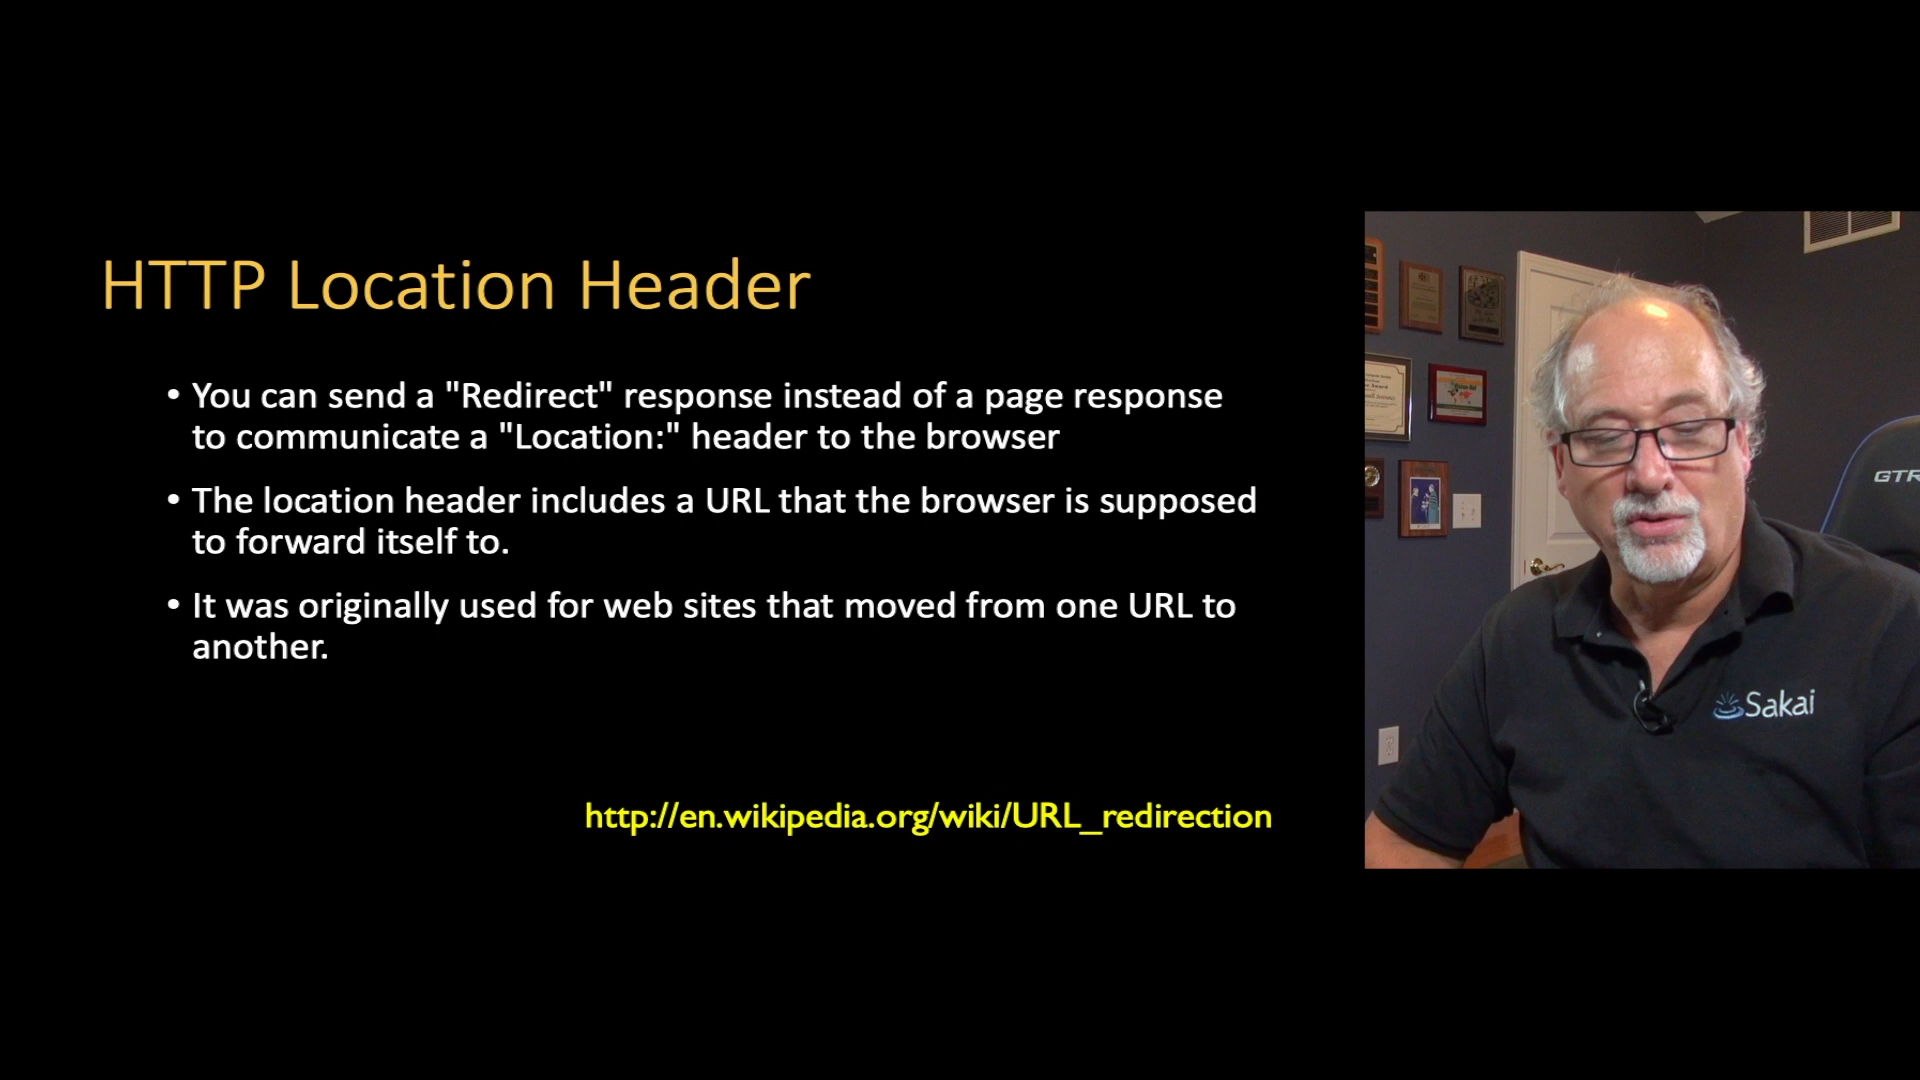 HTTP Location Header
• You can send a "Redirect" response instead of a page response
to communicate a "Location:" header to the browser
• The location header includes a URL that the browser is supposed
to forward itself to.
• It was originally used for web sites that moved from one URL to
another.
http://en.wikipedia.org/wiki/URL_redirection
GTR
Sakai